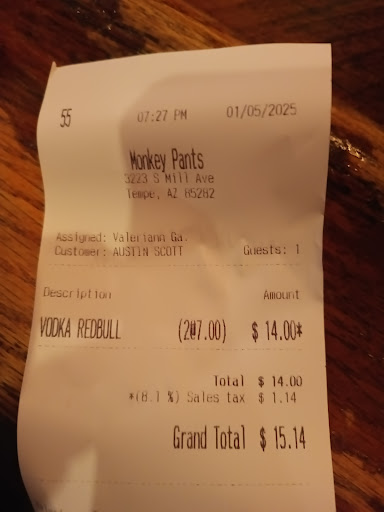 55 07:27 PM 01/05/2025
Monkey Pants
3223 S Mill Ave
Tempe, AZ 85282
Assigned: Valeriann Ga.
Customer: AUSTIN SCOTT Guests: 1
Description Amount
VODKA REDBULL (2@7.00) $ 14.00*
Total $ 14.00
*(8.1 %) Sales tax $ 1.14
Grand Total $ 15.14